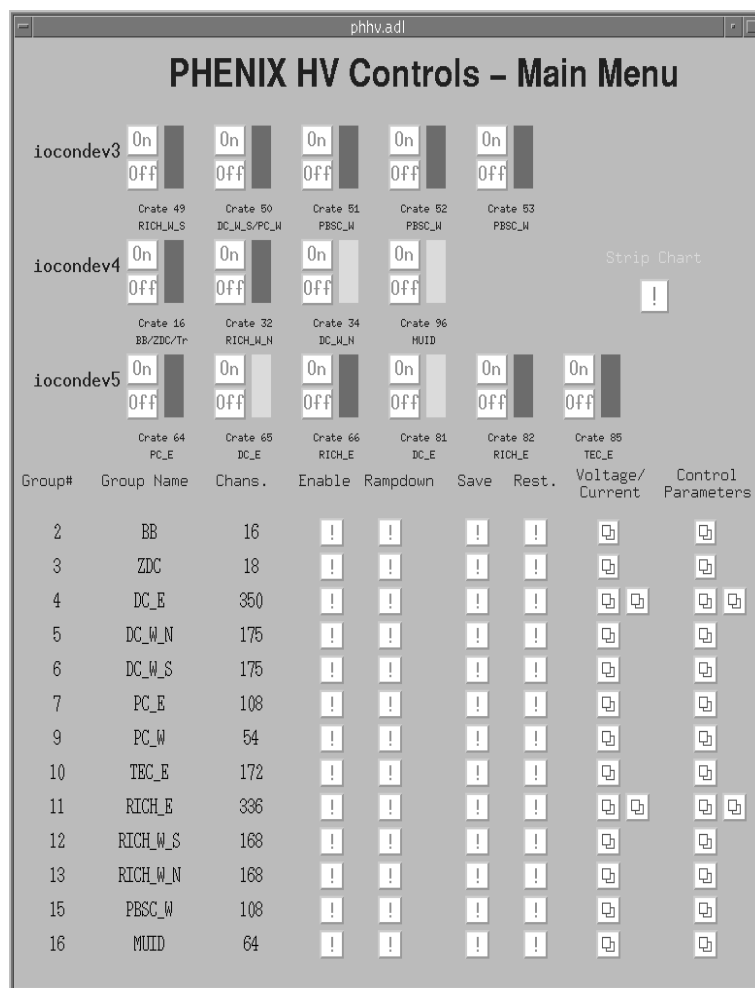 phhv.adl
PHENIX HV Controls – Main Menu
iocondev3
On On On On On
Off Off Off Off Off
Crate 49 Crate 50 Crate 51 Crate 52 Crate 53
RICH_W_S DC_W_S/PC_W PBSC_W PBSC_W PBSC_W
iocondev4
On On On On
Off Off Off Off
Strip Chart
!
Crate 16 Crate 32 Crate 34 Crate 96
BB/ZDC/Tr RICH_W_N DC_W_N MUID
iocondev5
On On On On On On
Off Off Off Off Off Off
Crate 64 Crate 65 Crate 66 Crate 81 Crate 82 Crate 85
PC_E DC_E RICH_E DC_E RICH_E TEC_E
Group# Group Name Chans. Enable Rampdown Save Rest. Voltage/ Control
Current Parameters
2 BB 16 ! ! ! !
3 ZDC 18 ! ! ! !
4 DC_E 350 ! ! ! !
5 DC_W_N 175 ! ! ! !
6 DC_W_S 175 ! ! ! !
7 PC_E 108 ! ! ! !
9 PC_W 54 ! ! ! !
10 TEC_E 172 ! ! ! !
11 RICH_E 336 ! ! ! !
12 RICH_W_S 168 ! ! ! !
13 RICH_W_N 168 ! ! ! !
15 PBSC_W 108 ! ! ! !
16 MUID 64 ! ! ! !